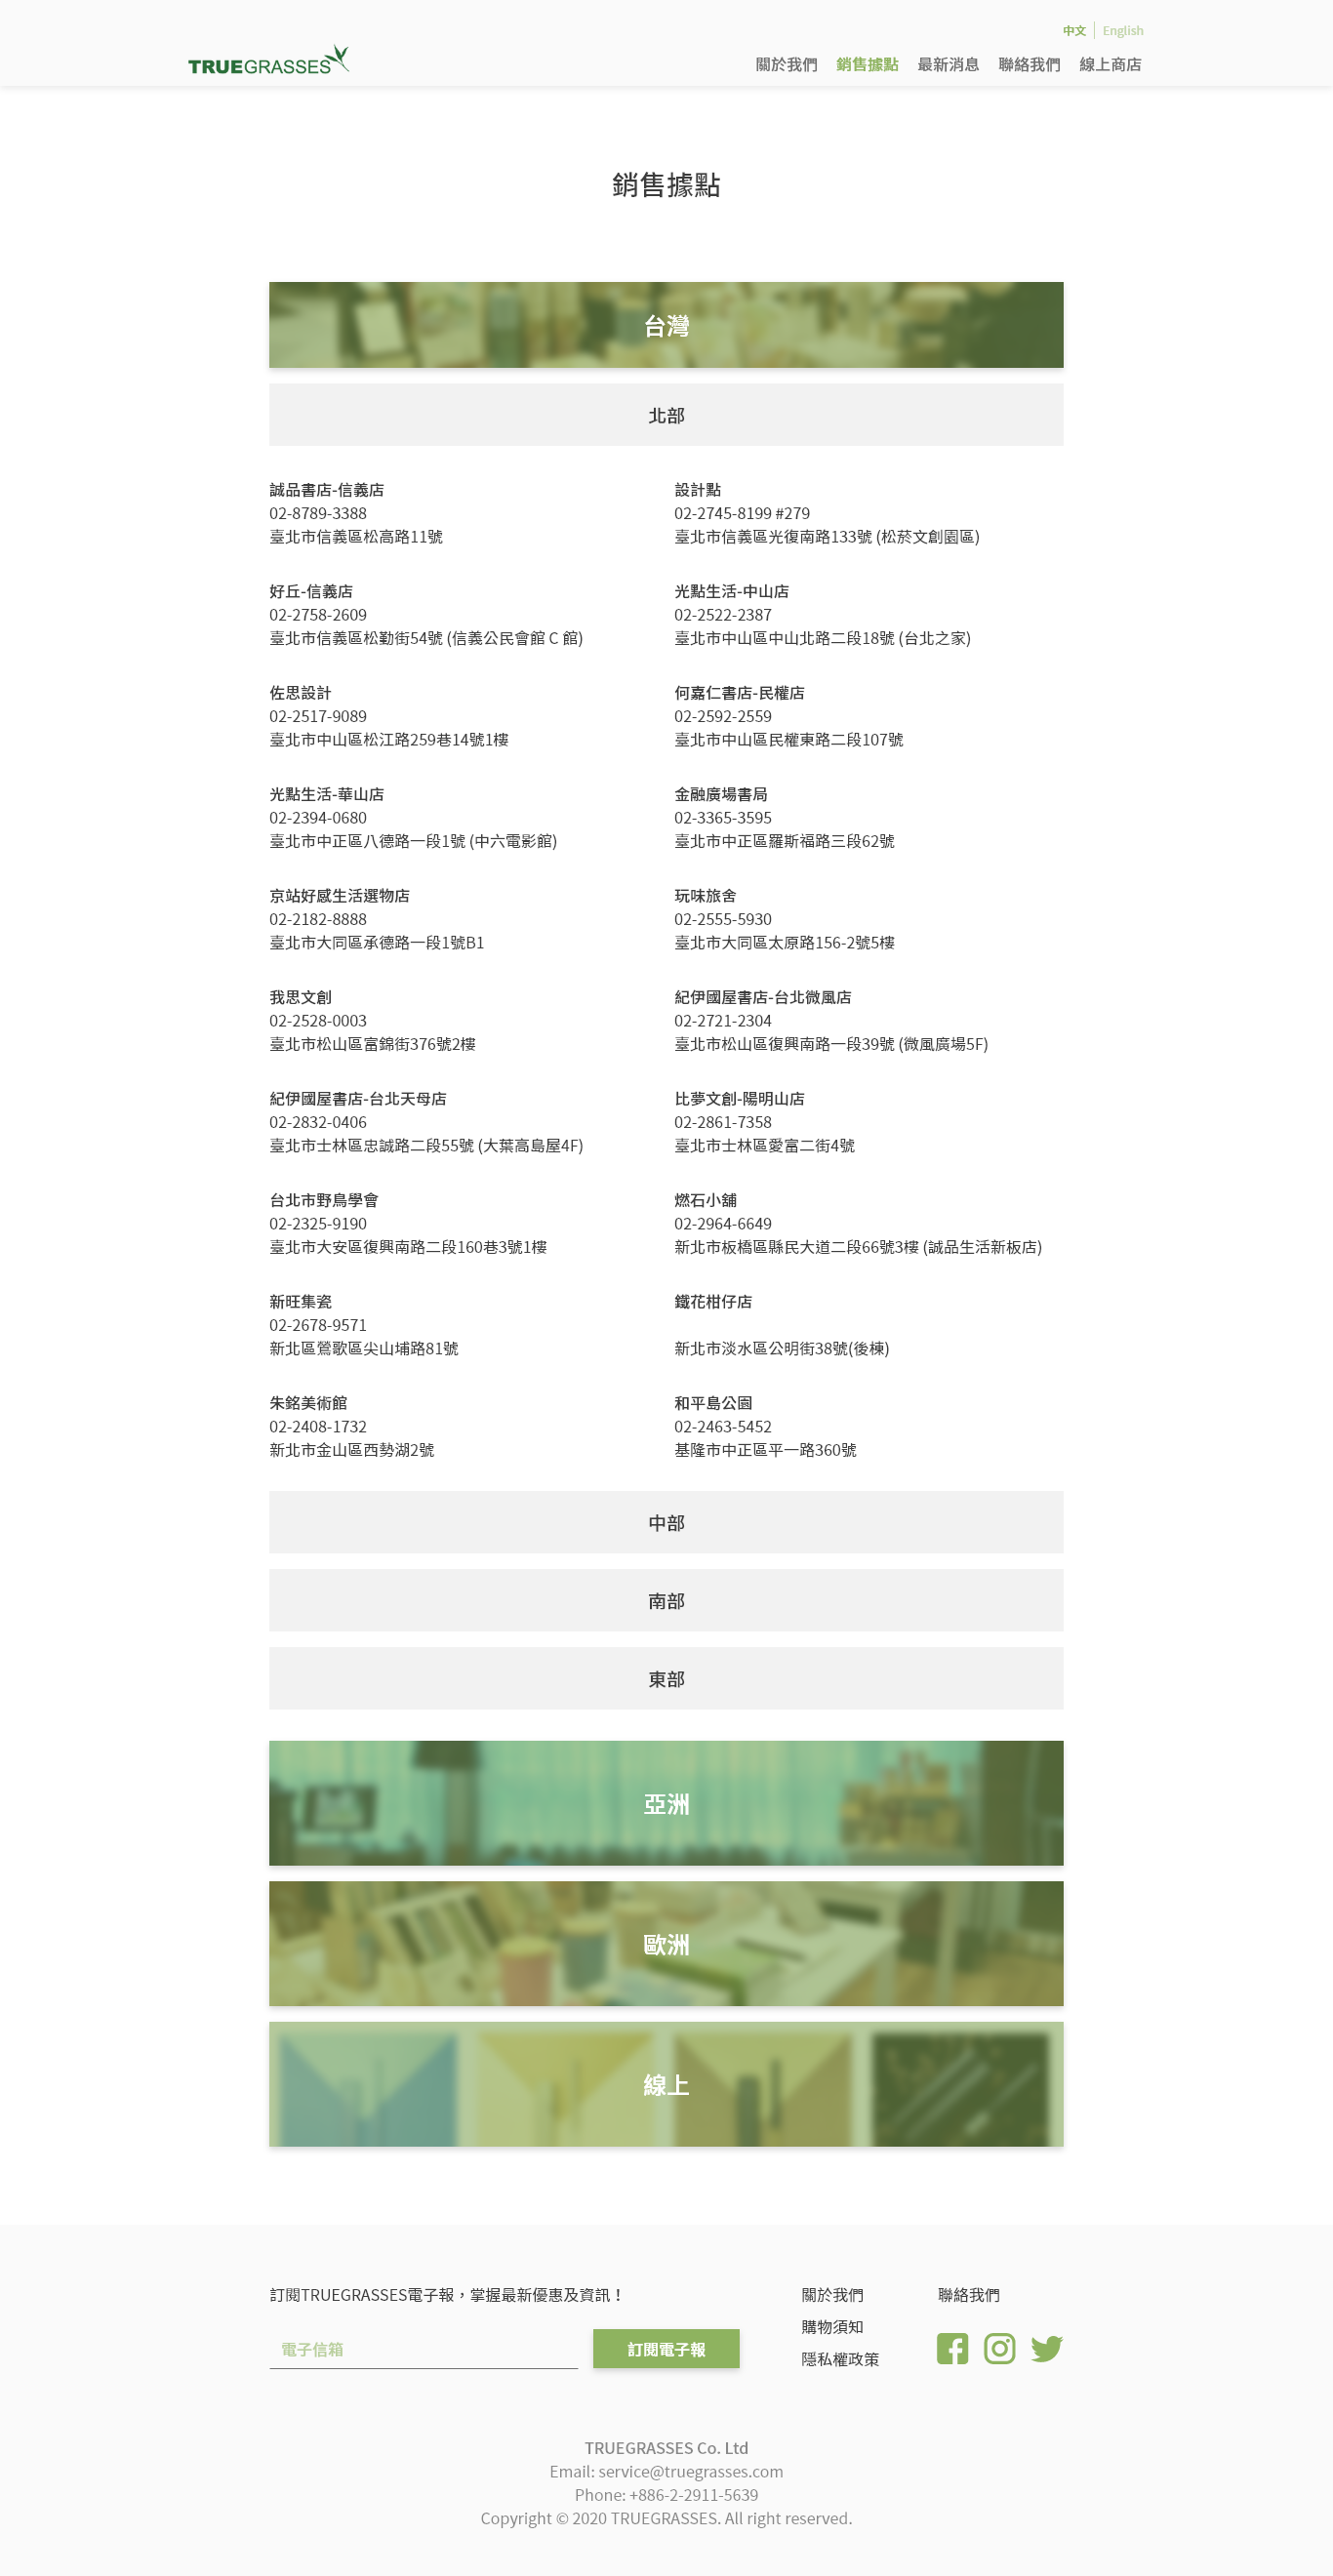 中文
English
TRUEGRASSES
關於我們
銷售據點
最新消息
聯絡我們
線上商店
銷售據點
台灣
北部
誠品書店-信義店
02-8789-3388
臺北市信義區松高路11號
設計點
02-2745-8199 #279
臺北市信義區光復南路133號 (松菸文創園區)
好丘-信義店
02-2758-2609
臺北市信義區松勤街54號 (信義公民會館 C 館)
光點生活-中山店
02-2522-2387
臺北市中山區中山北路二段18號 (台北之家)
佐思設計
02-2517-9089
臺北市中山區松江路259巷14號1樓
何嘉仁書店-民權店
02-2592-2559
臺北市中山區民權東路二段107號
光點生活-華山店
02-2394-0680
臺北市中正區八德路一段1號 (中六電影館)
金融廣場書局
02-3365-3595
臺北市中正區羅斯福路三段62號
京站好感生活選物店
02-2182-8888
臺北市大同區承德路一段1號B1
玩味旅舍
02-2555-5930
臺北市大同區太原路156-2號5樓
我思文創
02-2528-0003
臺北市松山區富錦街376號2樓
紀伊國屋書店-台北微風店
02-2721-2304
臺北市松山區復興南路一段39號 (微風廣場5F)
紀伊國屋書店-台北天母店
02-2832-0406
臺北市士林區忠誠路二段55號 (大葉高島屋4F)
比夢文創-陽明山店
02-2861-7358
臺北市士林區愛富二街4號
台北市野鳥學會
02-2325-9190
臺北市大安區復興南路二段160巷3號1樓
燃石小舖
02-2964-6649
新北市板橋區縣民大道二段66號3樓 (誠品生活新板店)
新旺集瓷
02-2678-9571
新北區鶯歌區尖山埔路81號
鐵花柑仔店
新北市淡水區公明街38號(後棟)
朱銘美術館
02-2408-1732
新北市金山區西勢湖2號
和平島公園
02-2463-5452
基隆市中正區平一路360號
中部
南部
東部
亞洲
歐洲
線上
訂閱TRUEGRASSES電子報，掌握最新優惠及資訊！
電子信箱
訂閱電子報
關於我們
購物須知
隱私權政策
聯絡我們
TRUEGRASSES Co. Ltd
Email: service@truegrasses.com
Phone: +886-2-2911-5639
Copyright © 2020 TRUEGRASSES. All right reserved.